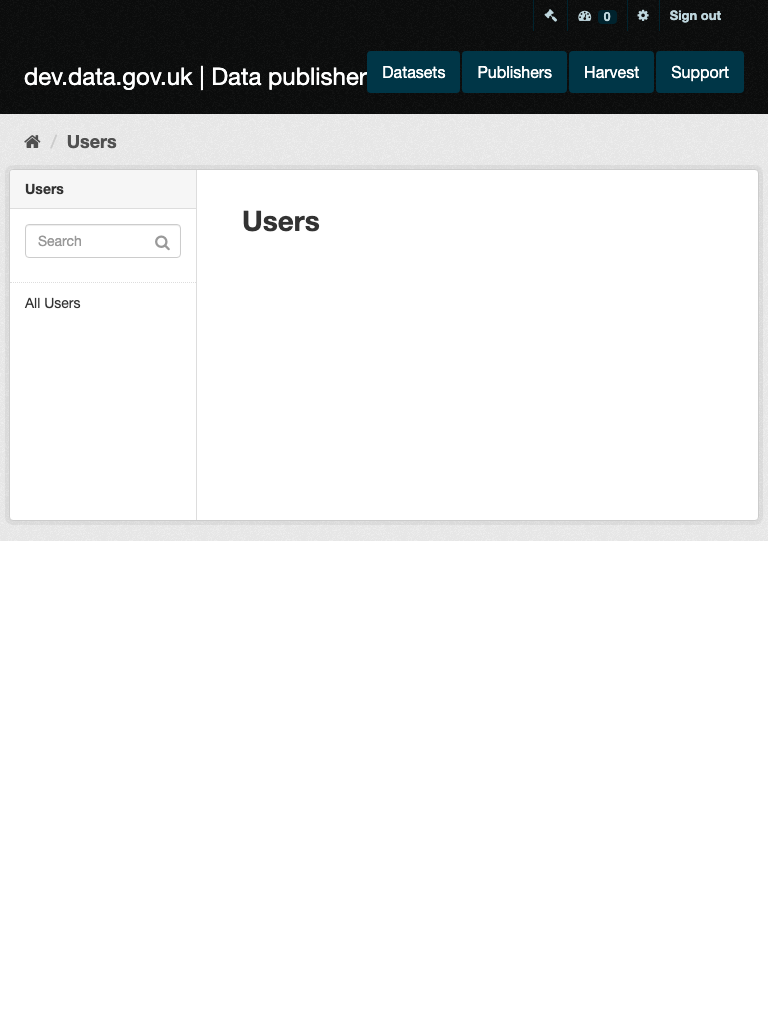 0 Sign out
dev.data.gov.uk | Data publisher
Datasets Publishers Harvest Support
/ Users
Users
Search
All Users
Users